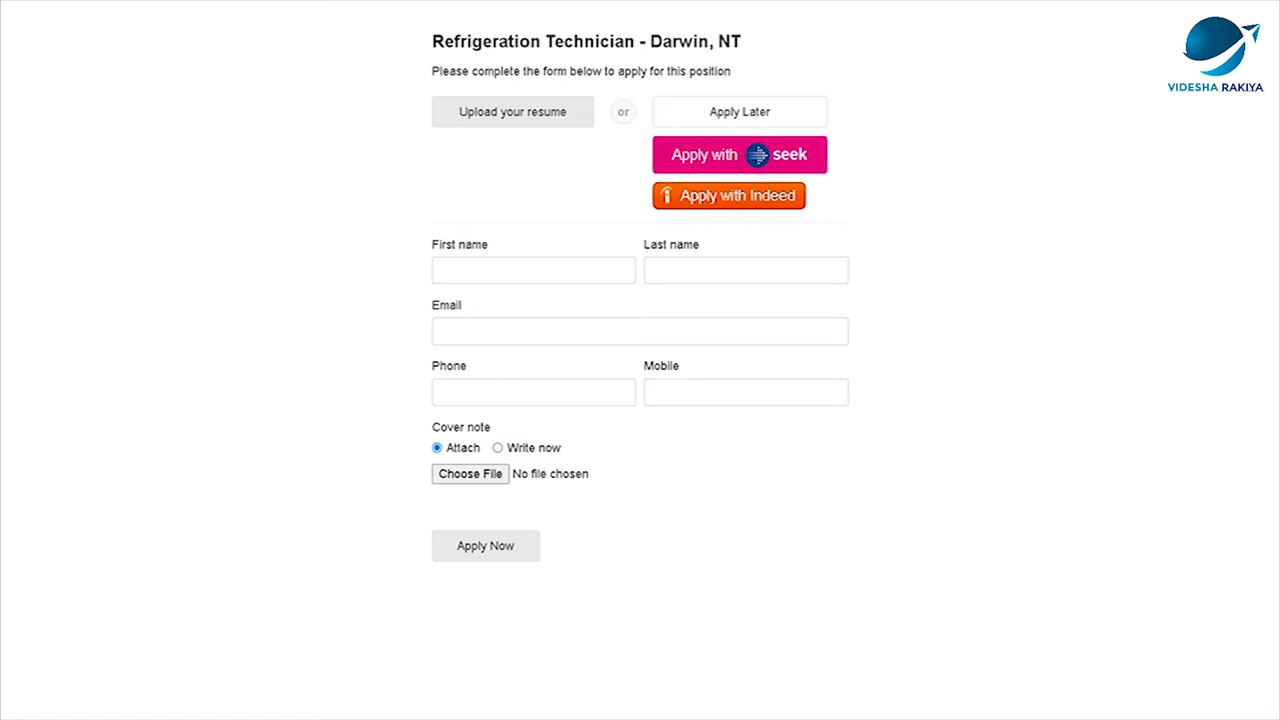 Refrigeration Technician - Darwin, NT
Please complete the form below to apply for this position
Upload your resume
or
Apply Later
Apply with seek
Apply with Indeed
First name
Last name
Email
Phone
Mobile
Cover note
Attach
Write now
Choose File No file chosen
Apply Now
VIDESHA RAKIYA